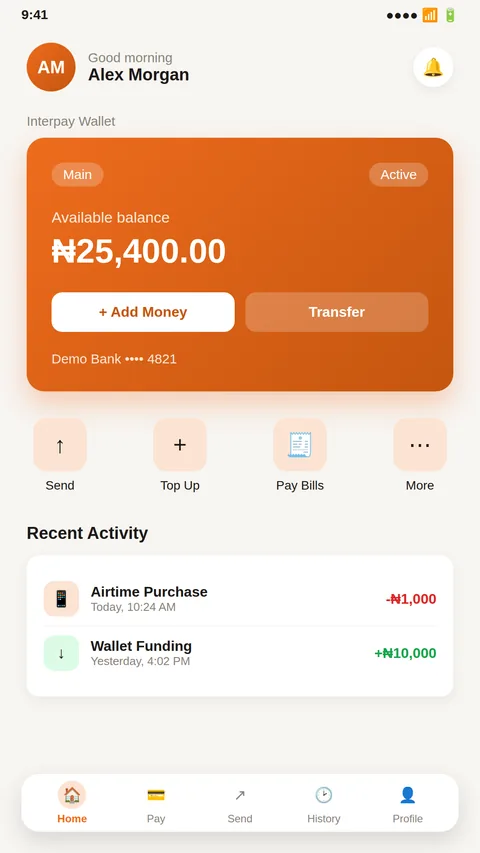 9:41
AM
Good morning
Alex Morgan
Interpay Wallet
Main
Active
Available balance
₦25,400.00
+ Add Money
Transfer
Demo Bank •••• 4821
Send
Top Up
Pay Bills
More
Recent Activity
Airtime Purchase
Today, 10:24 AM
-₦1,000
Wallet Funding
Yesterday, 4:02 PM
+₦10,000
Home
Pay
Send
History
Profile